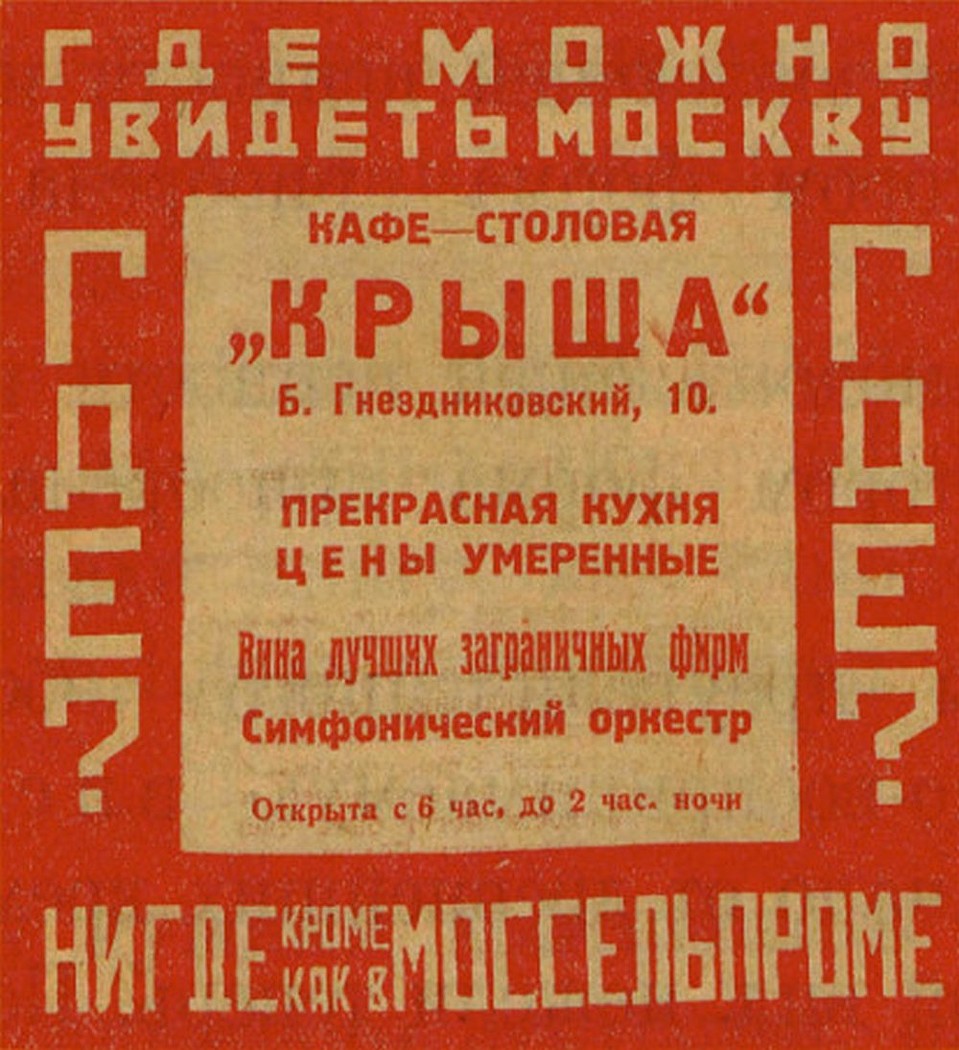 ГДЕ МОЖНО
УВИДЕТЬ МОСКВУ
ГДЕ?
КАФЕ—СТОЛОВАЯ
„КРЫША“
Б. Гнездниковский, 10.
ПРЕКРАСНАЯ КУХНЯ
ЦЕНЫ УМЕРЕННЫЕ
Вина лучших заграничных фирм
Симфонический оркестр
Открыта с 6 час, до 2 час. ночи
ГДЕ?
НИГДЕ КРОМЕ
КАК В МОССЕЛЬПРОМЕ